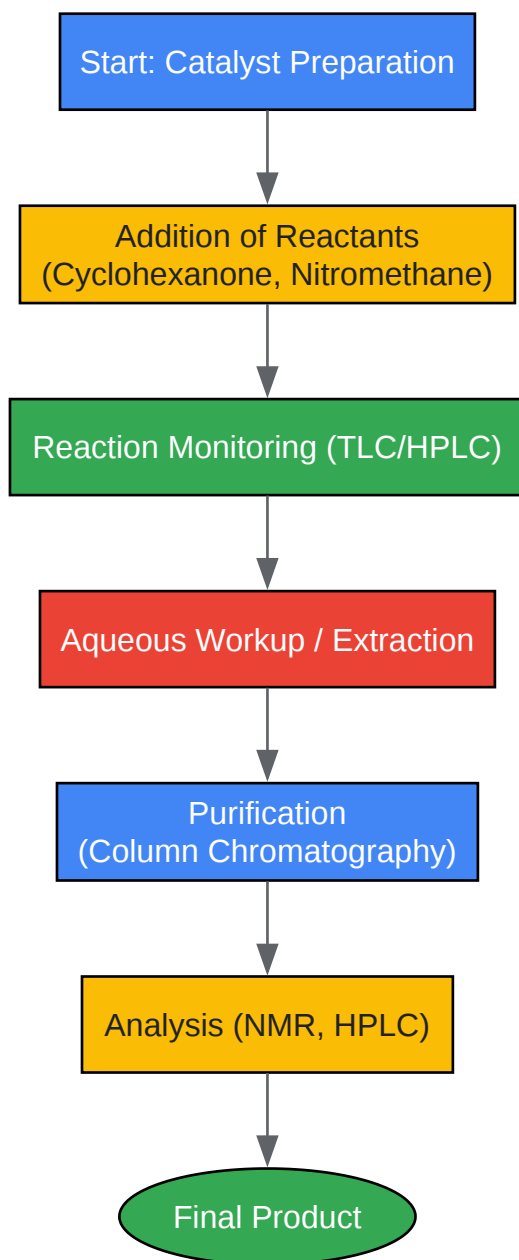 Start: Catalyst Preparation
Addition of Reactants
(Cyclohexanone, Nitromethane)
Reaction Monitoring (TLC/HPLC)
Aqueous Workup / Extraction
Purification
(Column Chromatography)
Analysis (NMR, HPLC)
Final Product